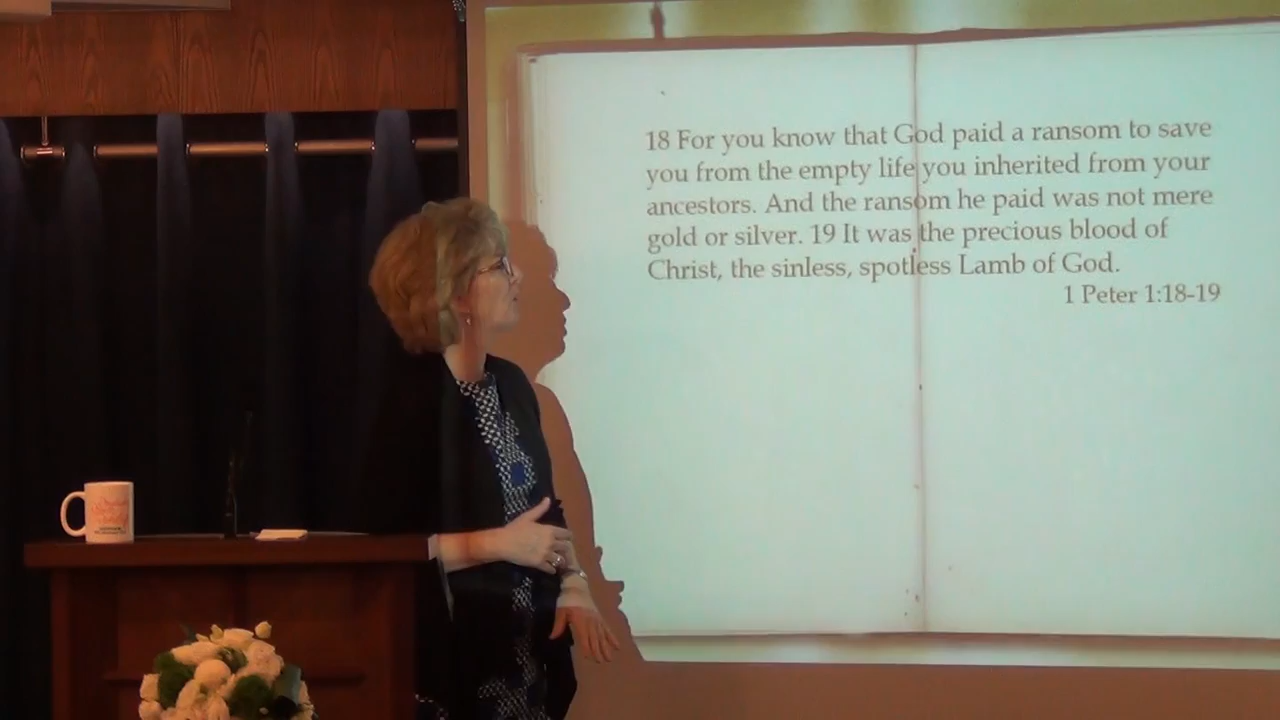 18 For you know that God paid a ransom to save
you from the empty life you inherited from your
ancestors. And the ransom he paid was not mere
gold or silver. 19 It was the precious blood of
Christ, the sinless, spotless Lamb of God.
1 Peter 1:18-19